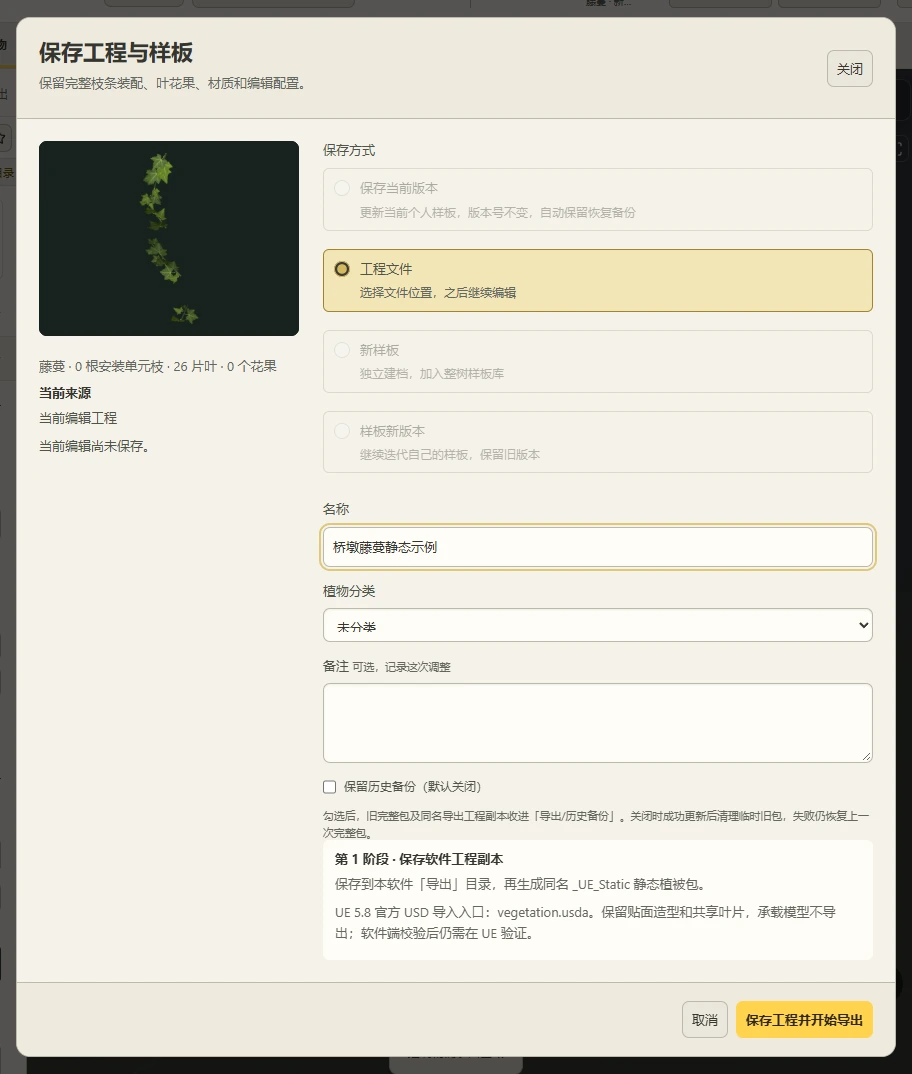 保存工程与样板
保留完整枝条装配、叶花果、材质和编辑配置。
关闭
藤蔓 · 0 根安装单元枝 · 26 片叶 · 0 个花果
当前来源
当前编辑工程
当前编辑尚未保存。
保存方式
保存当前版本
更新当前个人样板，版本号不变，自动保留恢复备份
工程文件
选择文件位置，之后继续编辑
新样板
独立建档，加入整树样板库
样板新版本
继续迭代自己的样板，保留旧版本
名称
桥墩藤蔓静态示例
植物分类
未分类
备注 可选，记录这次调整
保留历史备份（默认关闭）
勾选后，旧完整包及同名导出工程副本收进「导出/历史备份」。关闭时成功更新后清理临时旧包，失败仍恢复上一
次完整包。
第 1 阶段 · 保存软件工程副本
保存到本软件「导出」目录，再生成同名 _UE_Static 静态植被包。
UE 5.8 官方 USD 导入入口：vegetation.usda。保留贴面造型和共享叶片，承载模型不导
出；软件端校验后仍需在 UE 验证。
取消
保存工程并开始导出